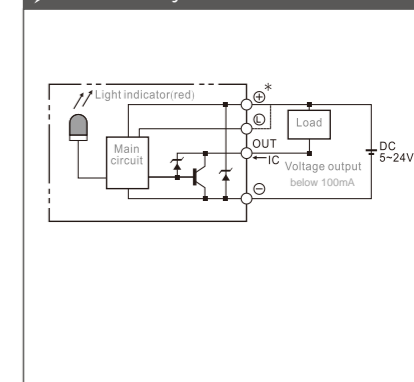 Light indicator(red)
⊕*
Ⓛ
Load
Main
circuit
OUT
←IC
DC
5~24V
Voltage output
below 100mA
⊖